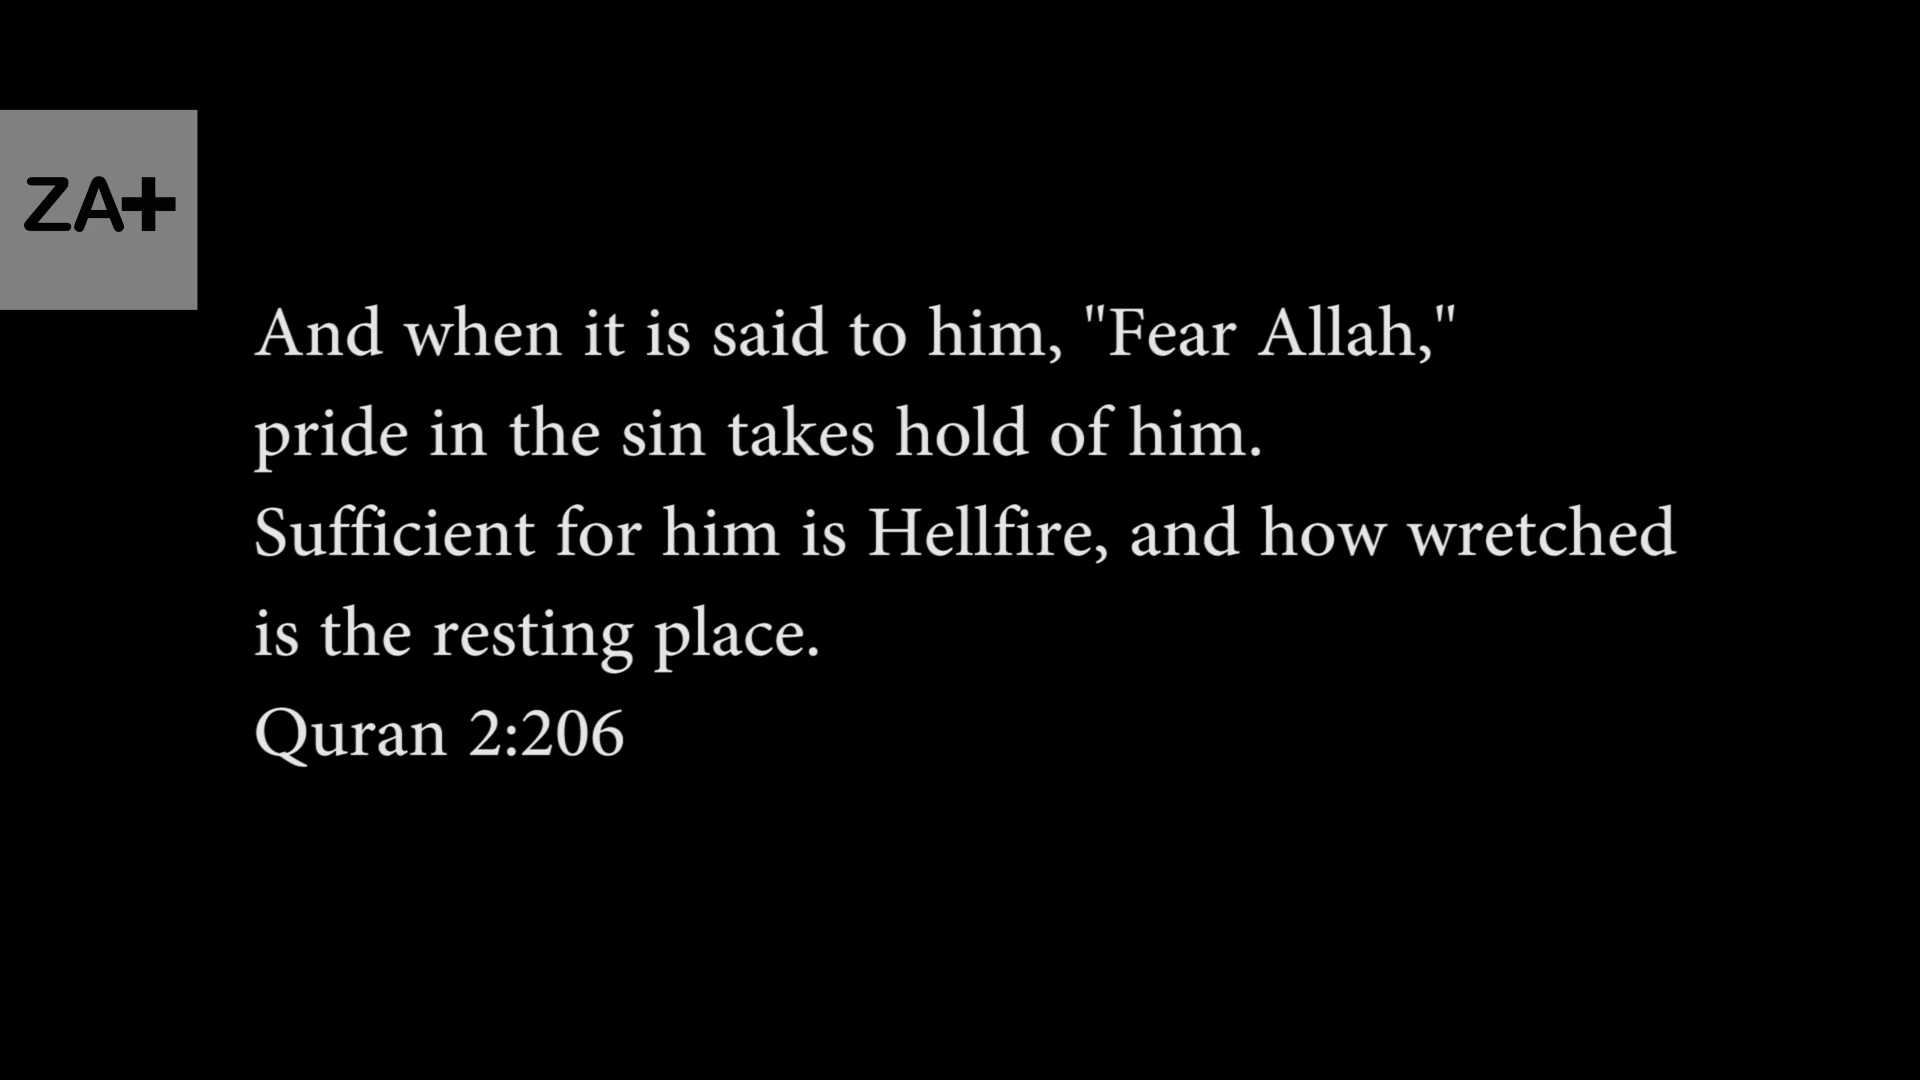 ZA+
And when it is said to him, "Fear Allah,"
pride in the sin takes hold of him.
Sufficient for him is Hellfire, and how wretched
is the resting place.
Quran 2:206